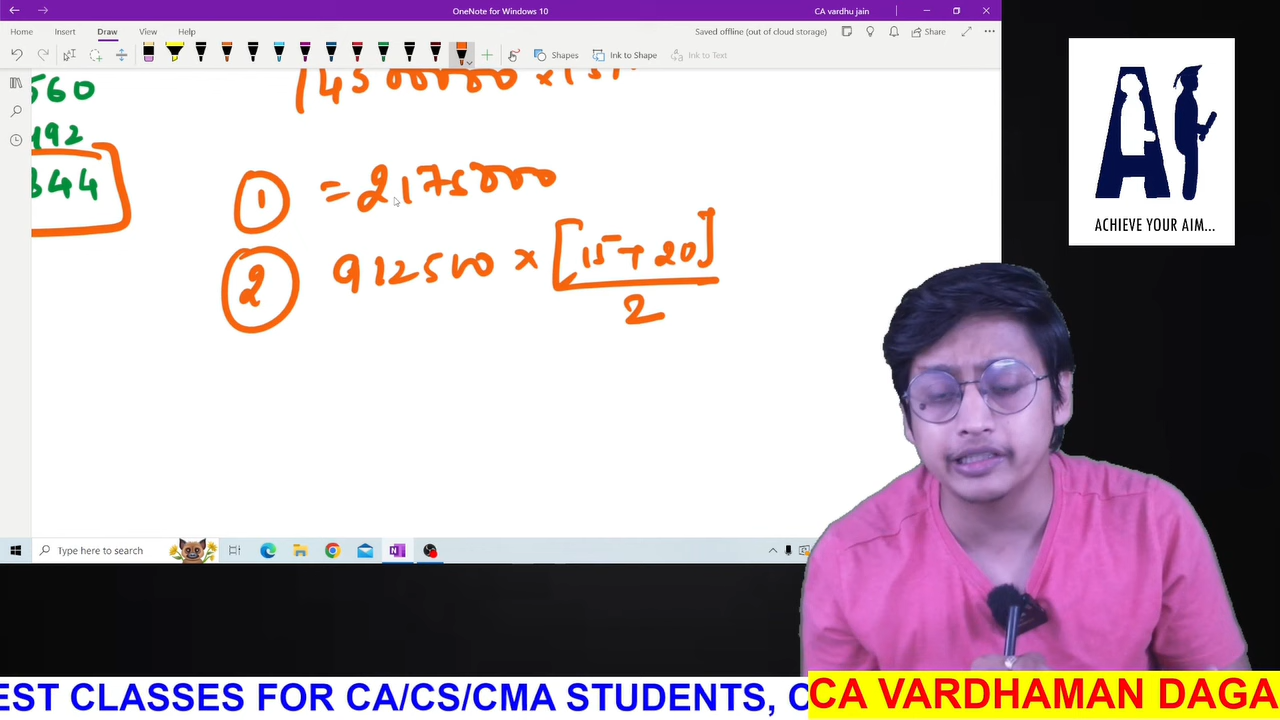 OneNote for Windows 10
CA vardhu jain
Home Insert Draw View Help
Saved offline (out of cloud storage)
Share
Shapes
Ink to Shape
Ink to Text
560
492
344
14500000 × 15%
① = 2175000
② 912500 × [15+20]
2
ACHIEVE YOUR AIM...
Type here to search
EST CLASSES FOR CA/CS/CMA STUDENTS, C
CA VARDHAMAN DAGA